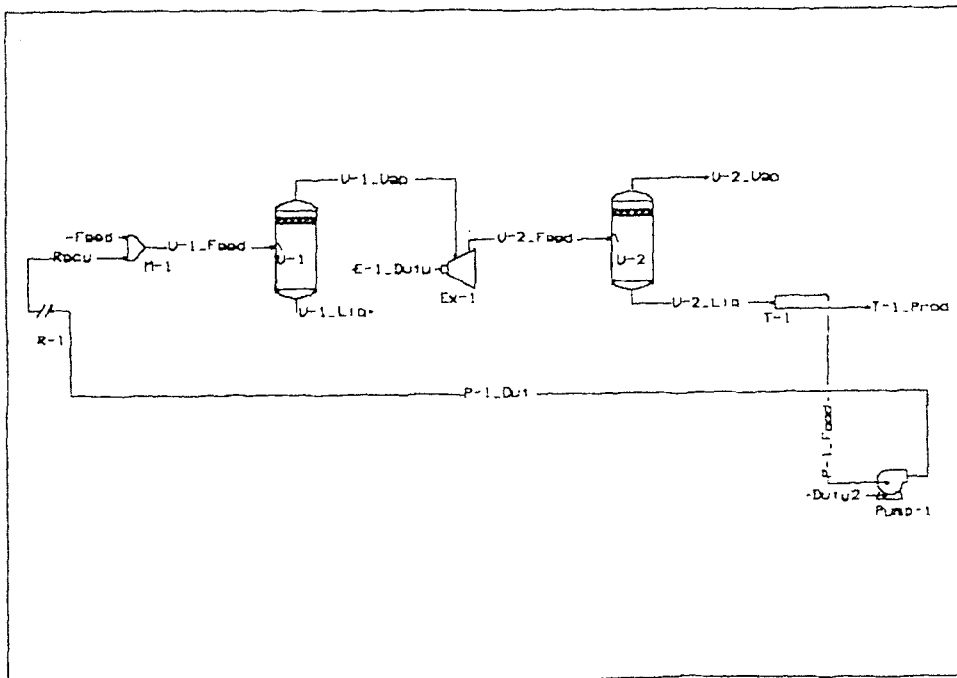 V-1_Vap
V-2_Vap
Feed
V-1_Feed
V-2_Feed
Recy
V-1
V-2
M-1
E-1_Duty
Ex-1
V-1_Liq
V-2_Liq
T-1_Prod
T-1
R-1
P-1_Out
P-1_Feed
Duty2
Pump-1